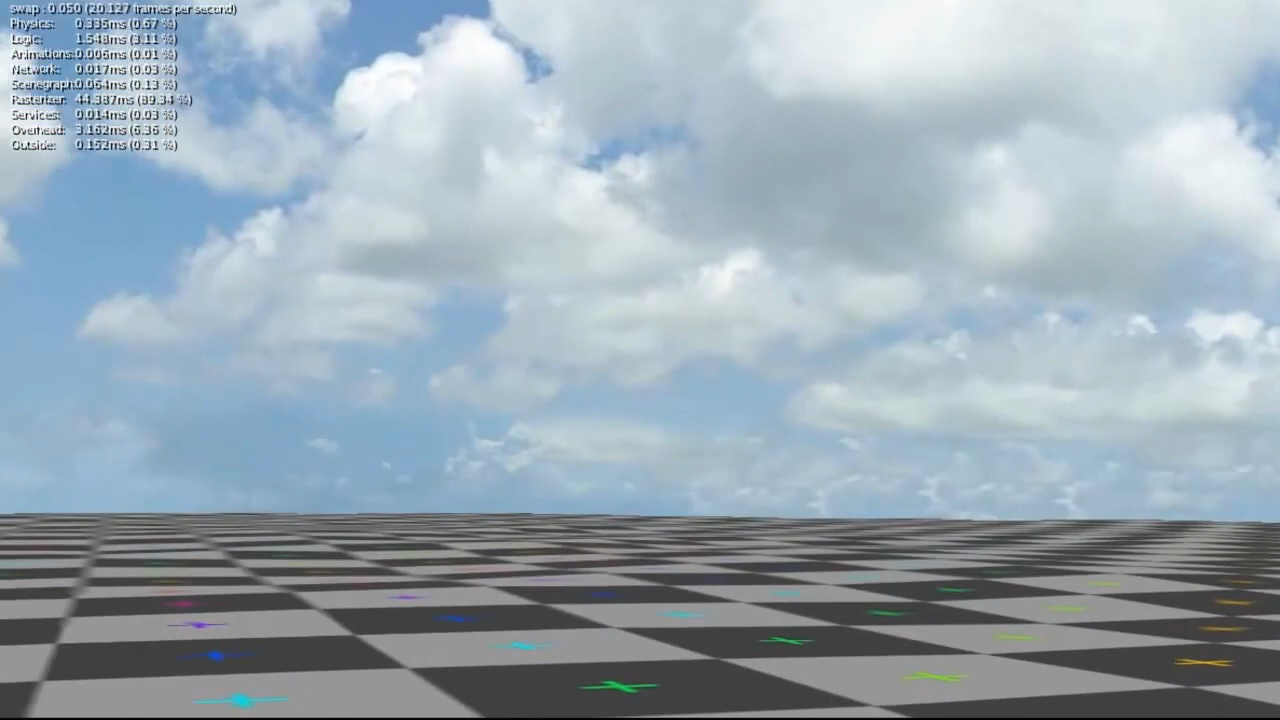 swap : 0.050 (20.127 frames per second)
Physics: 0.335ms (0.67 %)
Logic: 1.548ms (3.11 %)
Animations: 0.006ms (0.01 %)
Network: 0.017ms (0.03 %)
Scenegraph: 0.064ms (0.13 %)
Rasterizer: 44.387ms (89.34 %)
Services: 0.014ms (0.03 %)
Overhead: 3.162ms (6.36 %)
Outside: 0.152ms (0.31 %)